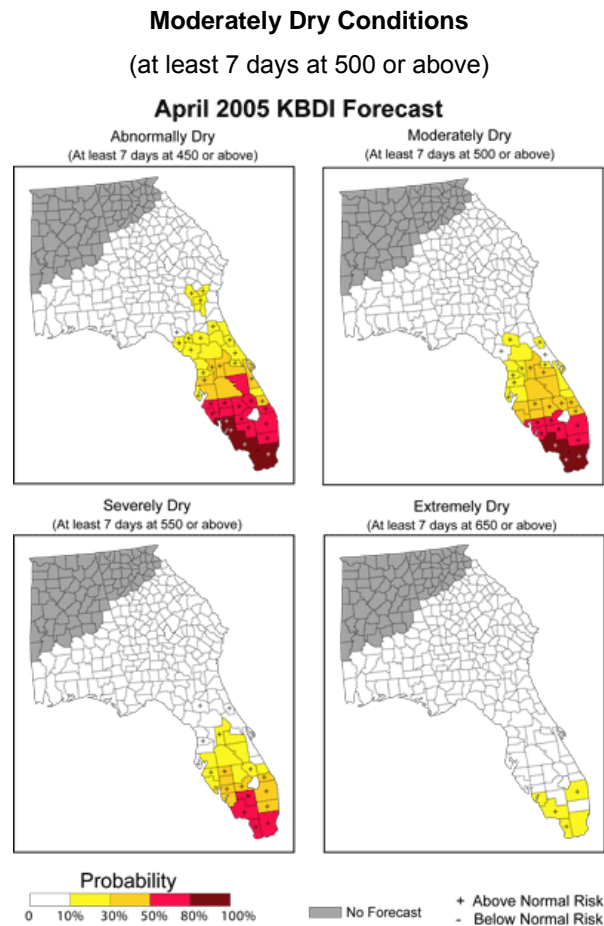 Moderately Dry Conditions
(at least 7 days at 500 or above)
April 2005 KBDI Forecast
Abnormally Dry
(At least 7 days at 450 or above)
Moderately Dry
(At least 7 days at 500 or above)
Severely Dry
(At least 7 days at 550 or above)
Extremely Dry
(At least 7 days at 650 or above)
Probability
0 10% 30% 50% 80% 100%
No Forecast
+ Above Normal Risk
- Below Normal Risk